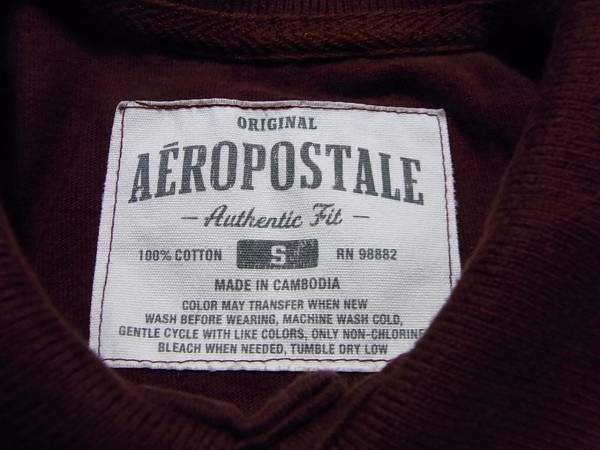 ORIGINAL
AÉROPOSTALE
- Authentic Fit -
100% COTTON S RN 98882
MADE IN CAMBODIA
COLOR MAY TRANSFER WHEN NEW
WASH BEFORE WEARING, MACHINE WASH COLD,
GENTLE CYCLE WITH LIKE COLORS, ONLY NON-CHLORINE
BLEACH WHEN NEEDED, TUMBLE DRY LOW